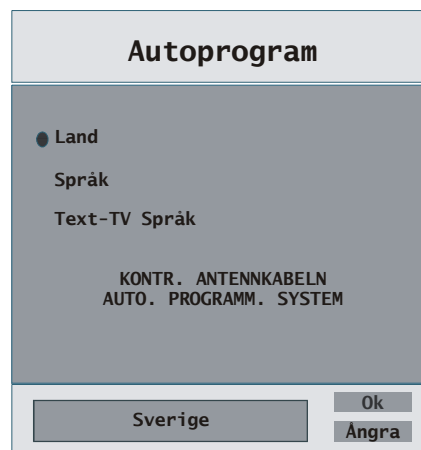 Autoprogram
Land
Språk
Text-TV Språk
KONTR. ANTENNKABELN
AUTO. PROGRAMM. SYSTEM
Sverige
Ok
Ångra